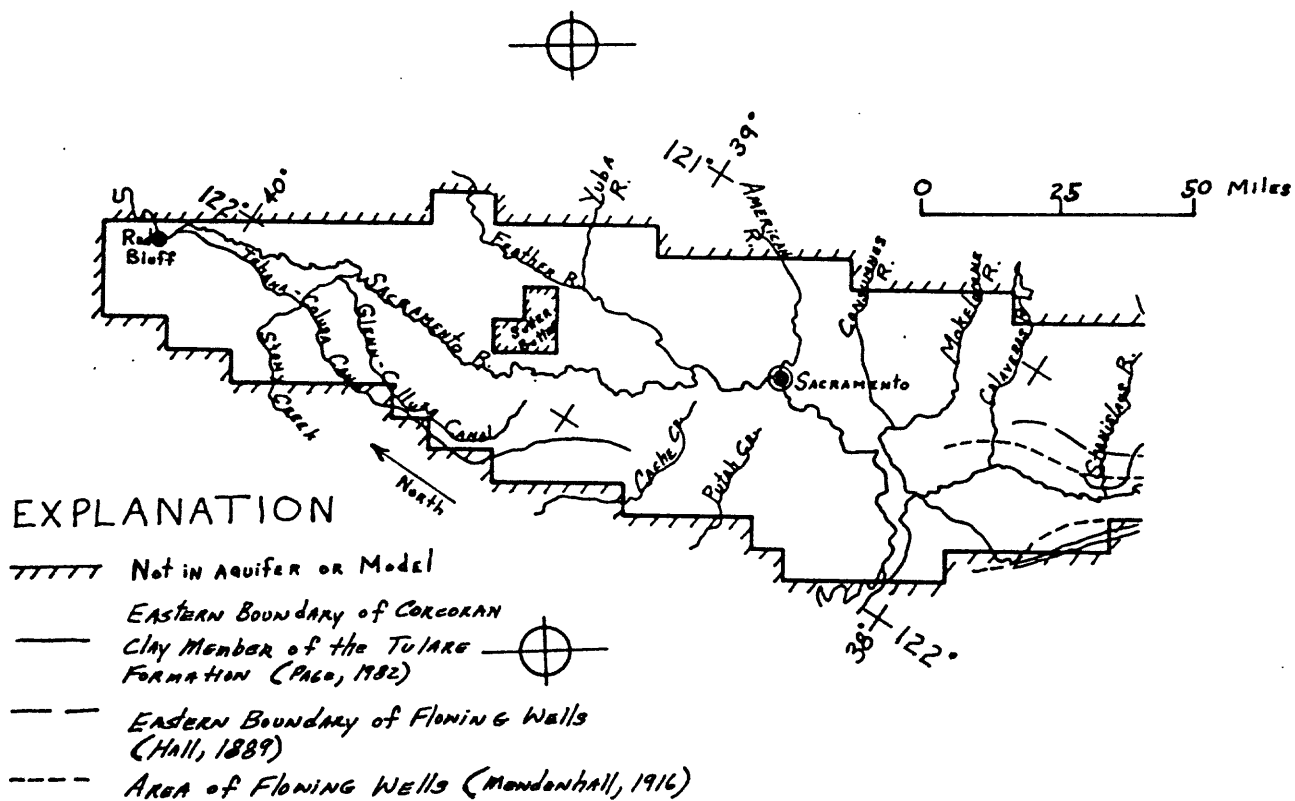 121° 39°
Yuba
R.
AMERICAN
R.
0 25 50 Miles
122° 40°
Red
Bluff
Feather R.
COSUMNES
R.
MOKELUMNE
R.
Tehama-Colusa Canal
SACRAMENTO R.
Sutter
Buttes
GLENN-Collusa CANAL
Stony Creek
SACRAMENTO
CALAVERAS R.
Stanislaus R.
Cache Cr.
Putah Cr.
North
EXPLANATION
Not in Aquifer or Model
EASTERN BOUNDARY of CORCORAN
CLAY MEMBER of the TULARE
FORMATION (PAGE, 1982)
38° 122°
EASTERN BOUNDARY of FLOWING Wells
(HALL, 1889)
AREA of FLOWING WELLS (Mendenhall, 1916)